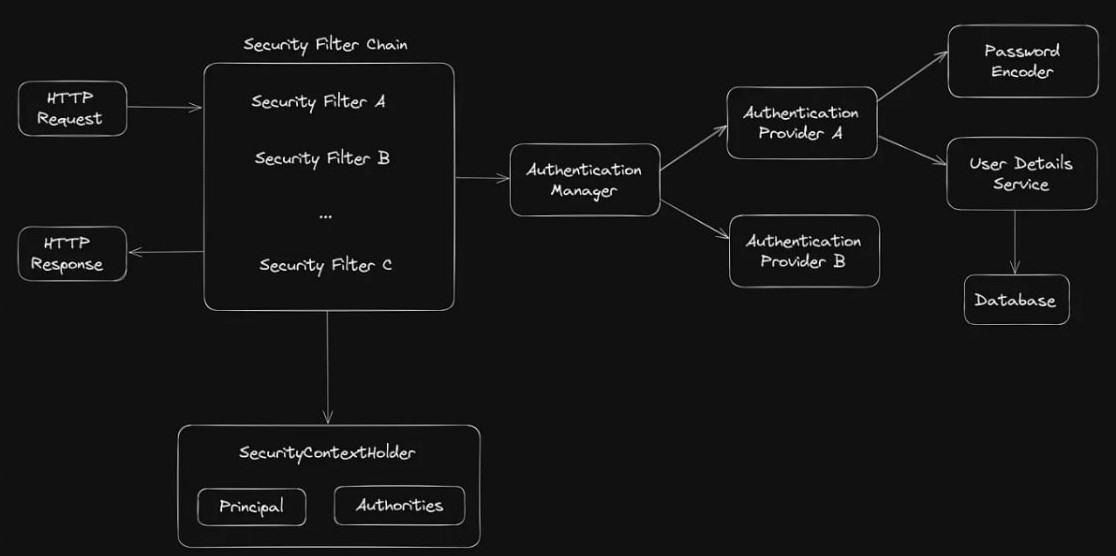 Security Filter Chain
HTTP
Request
HTTP
Response
Security Filter A
Security Filter B
...
Security Filter C
Authentication
Manager
Authentication
Provider A
Authentication
Provider B
Password
Encoder
User Details
Service
Database
SecurityContextHolder
Principal
Authorities